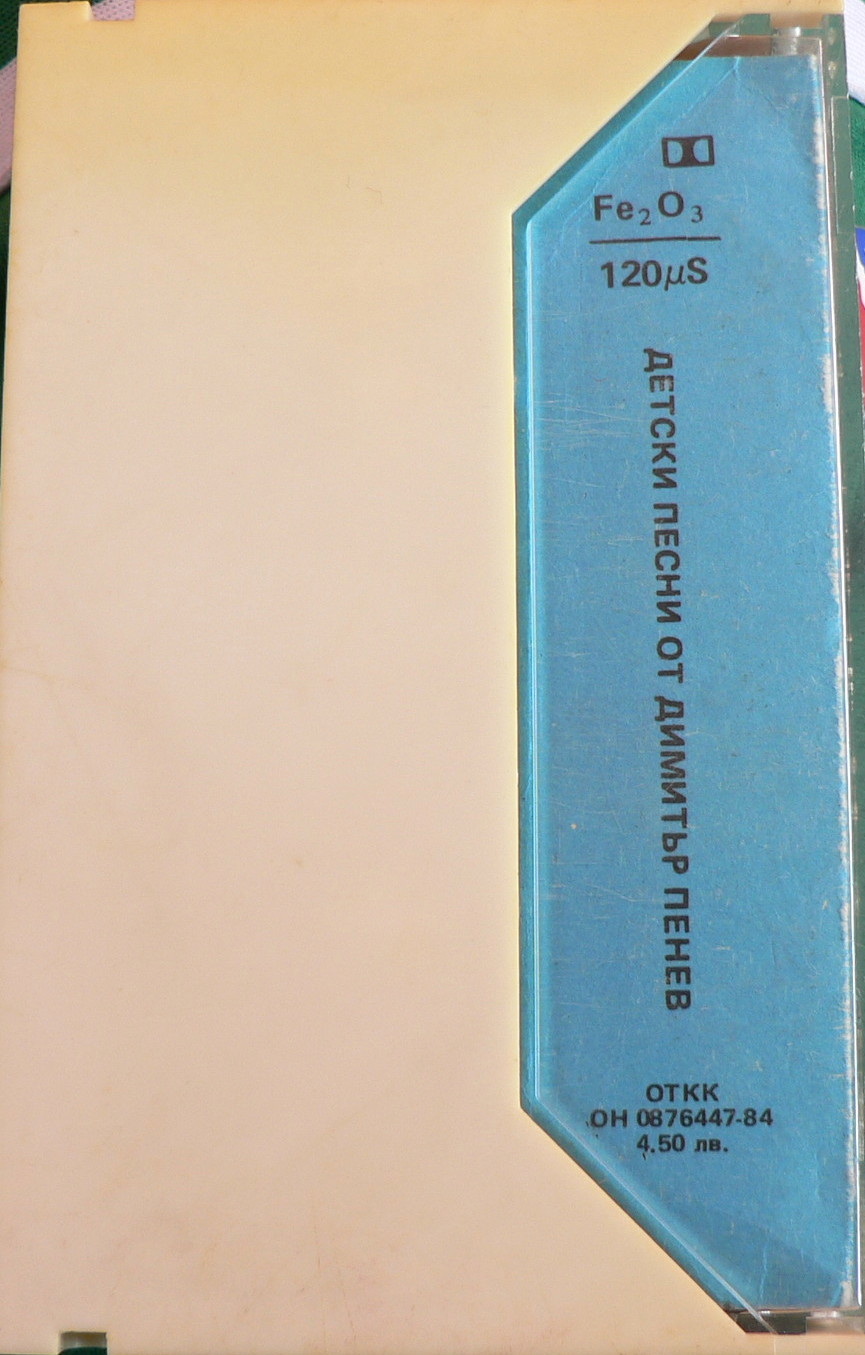 Fe₂O₃
120μS
ДЕТСКИ ПЕСНИ ОТ ДИМИТЪР ПЕНЕВ
ОТКК
ОН 0876447-84
4.50 лв.